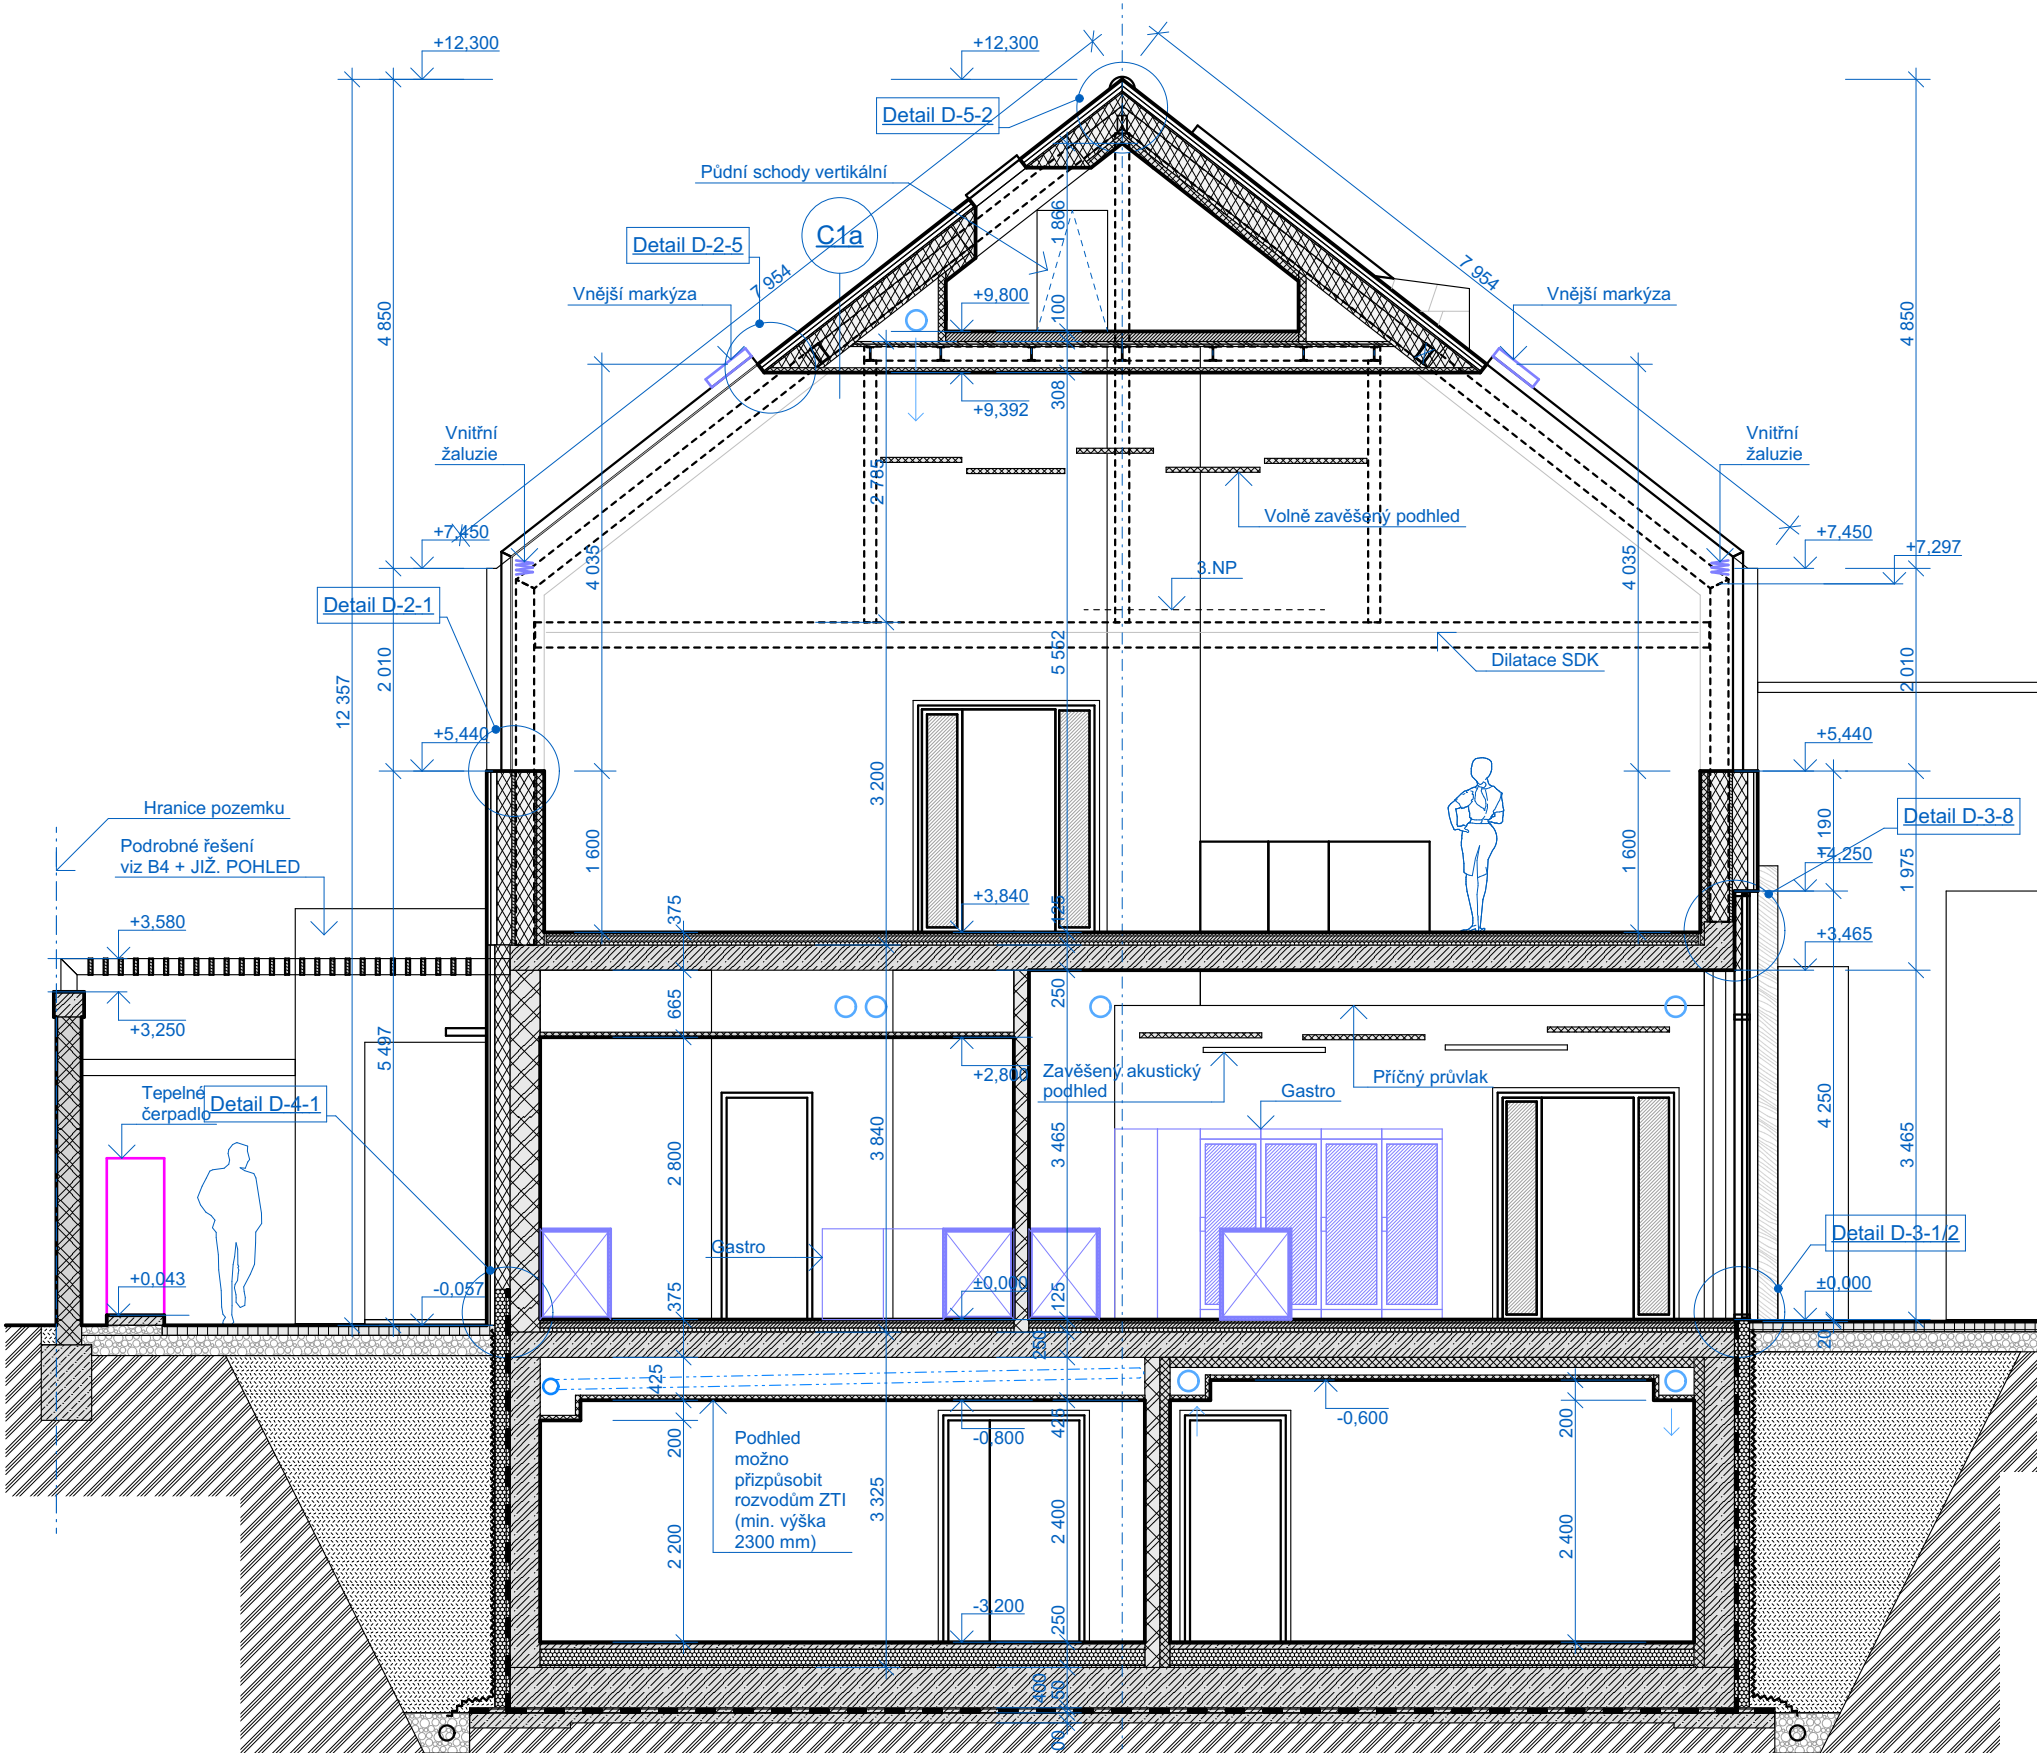 +12,300
+12,300
Detail D-5-2
Půdní schody vertikální
C1a
Detail D-2-5
7 954
7 954
1 866
Vnější markýza
+9,800
100
Vnější markýza
4 850
4 850
308
+9,392
Vnitřní
žaluzie
Vnitřní
žaluzie
2 785
Volně zavěšený podhled
+7,450
+7,450
+7,297
4 035
4 035
3.NP
Detail D-2-1
2 010
5 552
Dilatace SDK
2 010
12 357
+5,440
+5,440
3 200
Hranice pozemku
Podrobné řešení
viz B4 + JIŽ. POHLED
1 600
1 600
1 190
Detail D-3-8
+4,250
1 975
+3,840
375
125
+3,580
+3,465
+3,250
665
250
5 497
+2,800
Zavěšený akustický
podhled
Příčný průvlak
Gastro
Tepelné
čerpadlo
Detail D-4-1
2 800
3 840
3 465
4 250
3 465
Gastro
Detail D-3-1/2
+0,043
-0,057
±0,000
±0,000
375
125
250
20
425
425
-0,600
-0,800
200
200
Podhled
možno
přizpůsobit
rozvodům ZTI
(min. výška
2300 mm)
3 325
2 200
2 400
2 400
-3,200
250
400
50